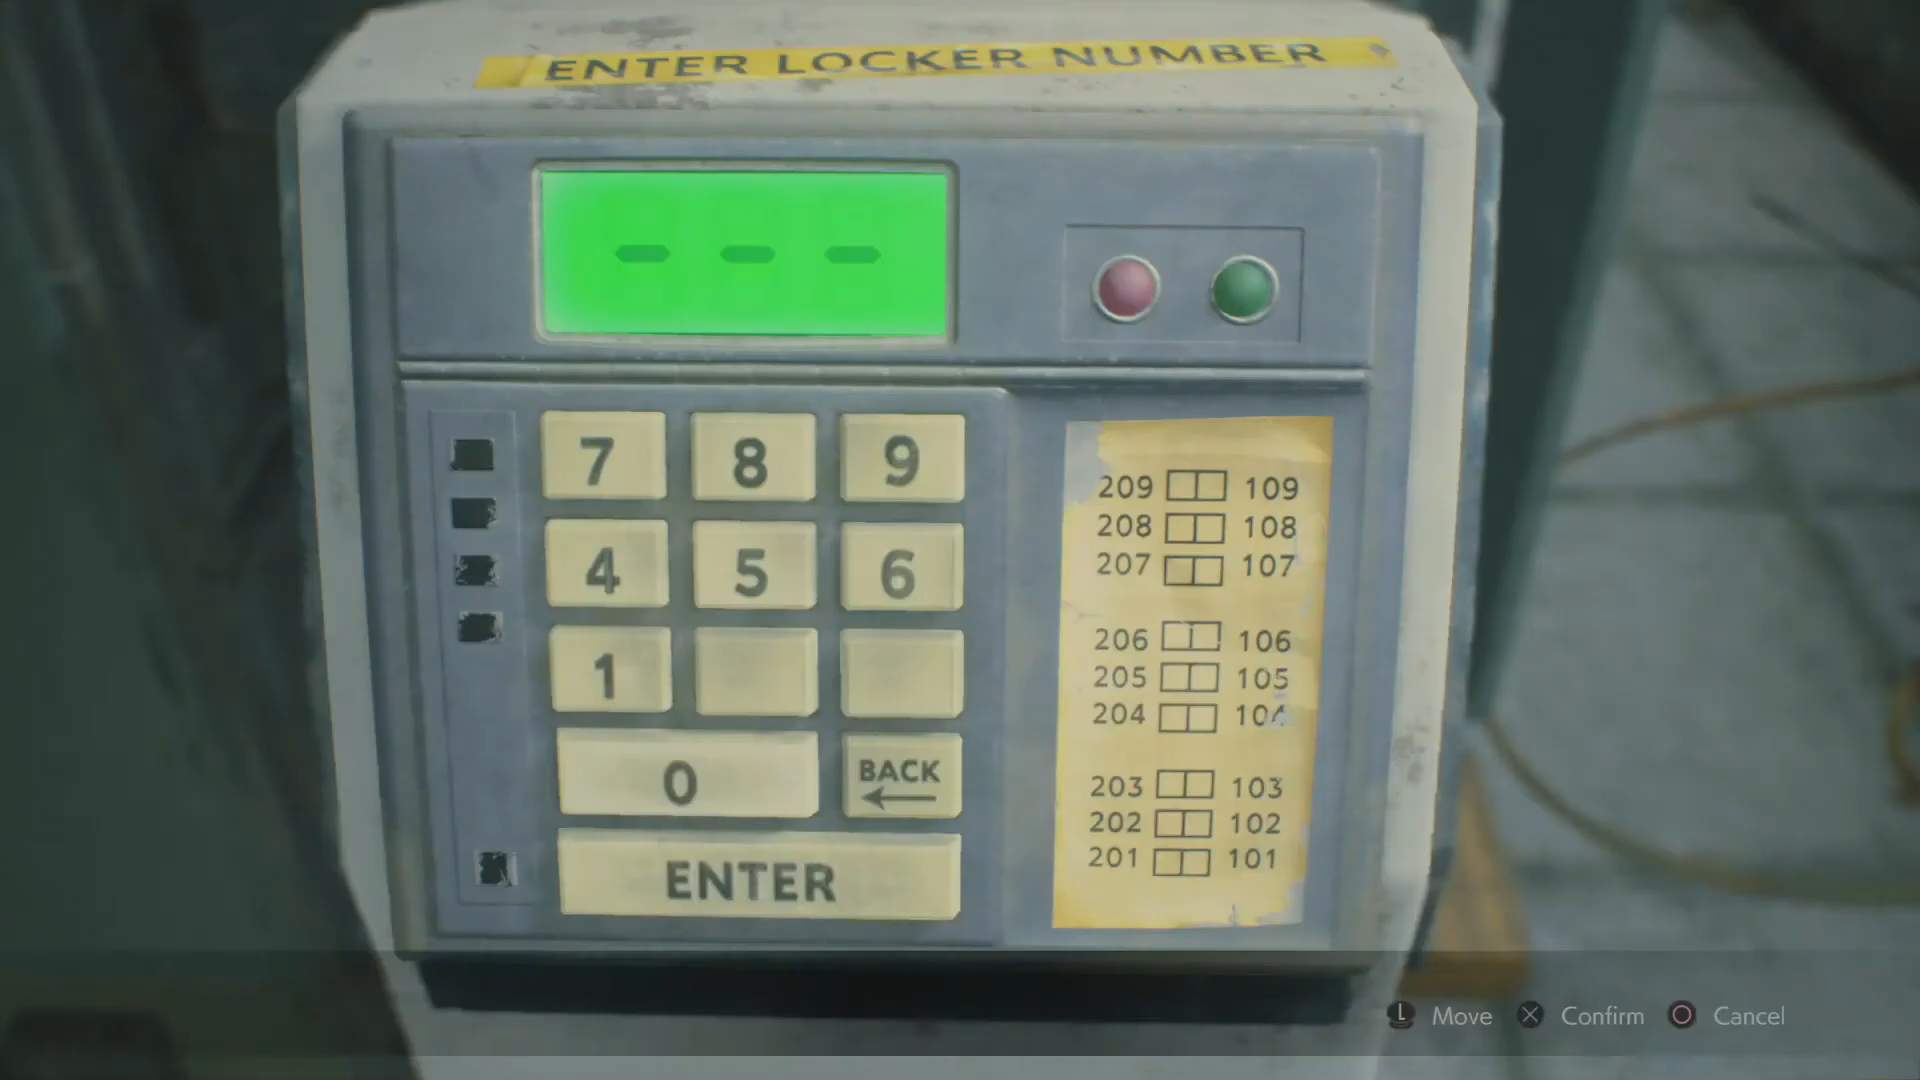 ENTER LOCKER NUMBER
- - -
7 8 9
4 5 6
1
0 BACK
ENTER
209 109
208 108
207 107
206 106
205 105
204 104
203 103
202 102
201 101
L Move Confirm Cancel